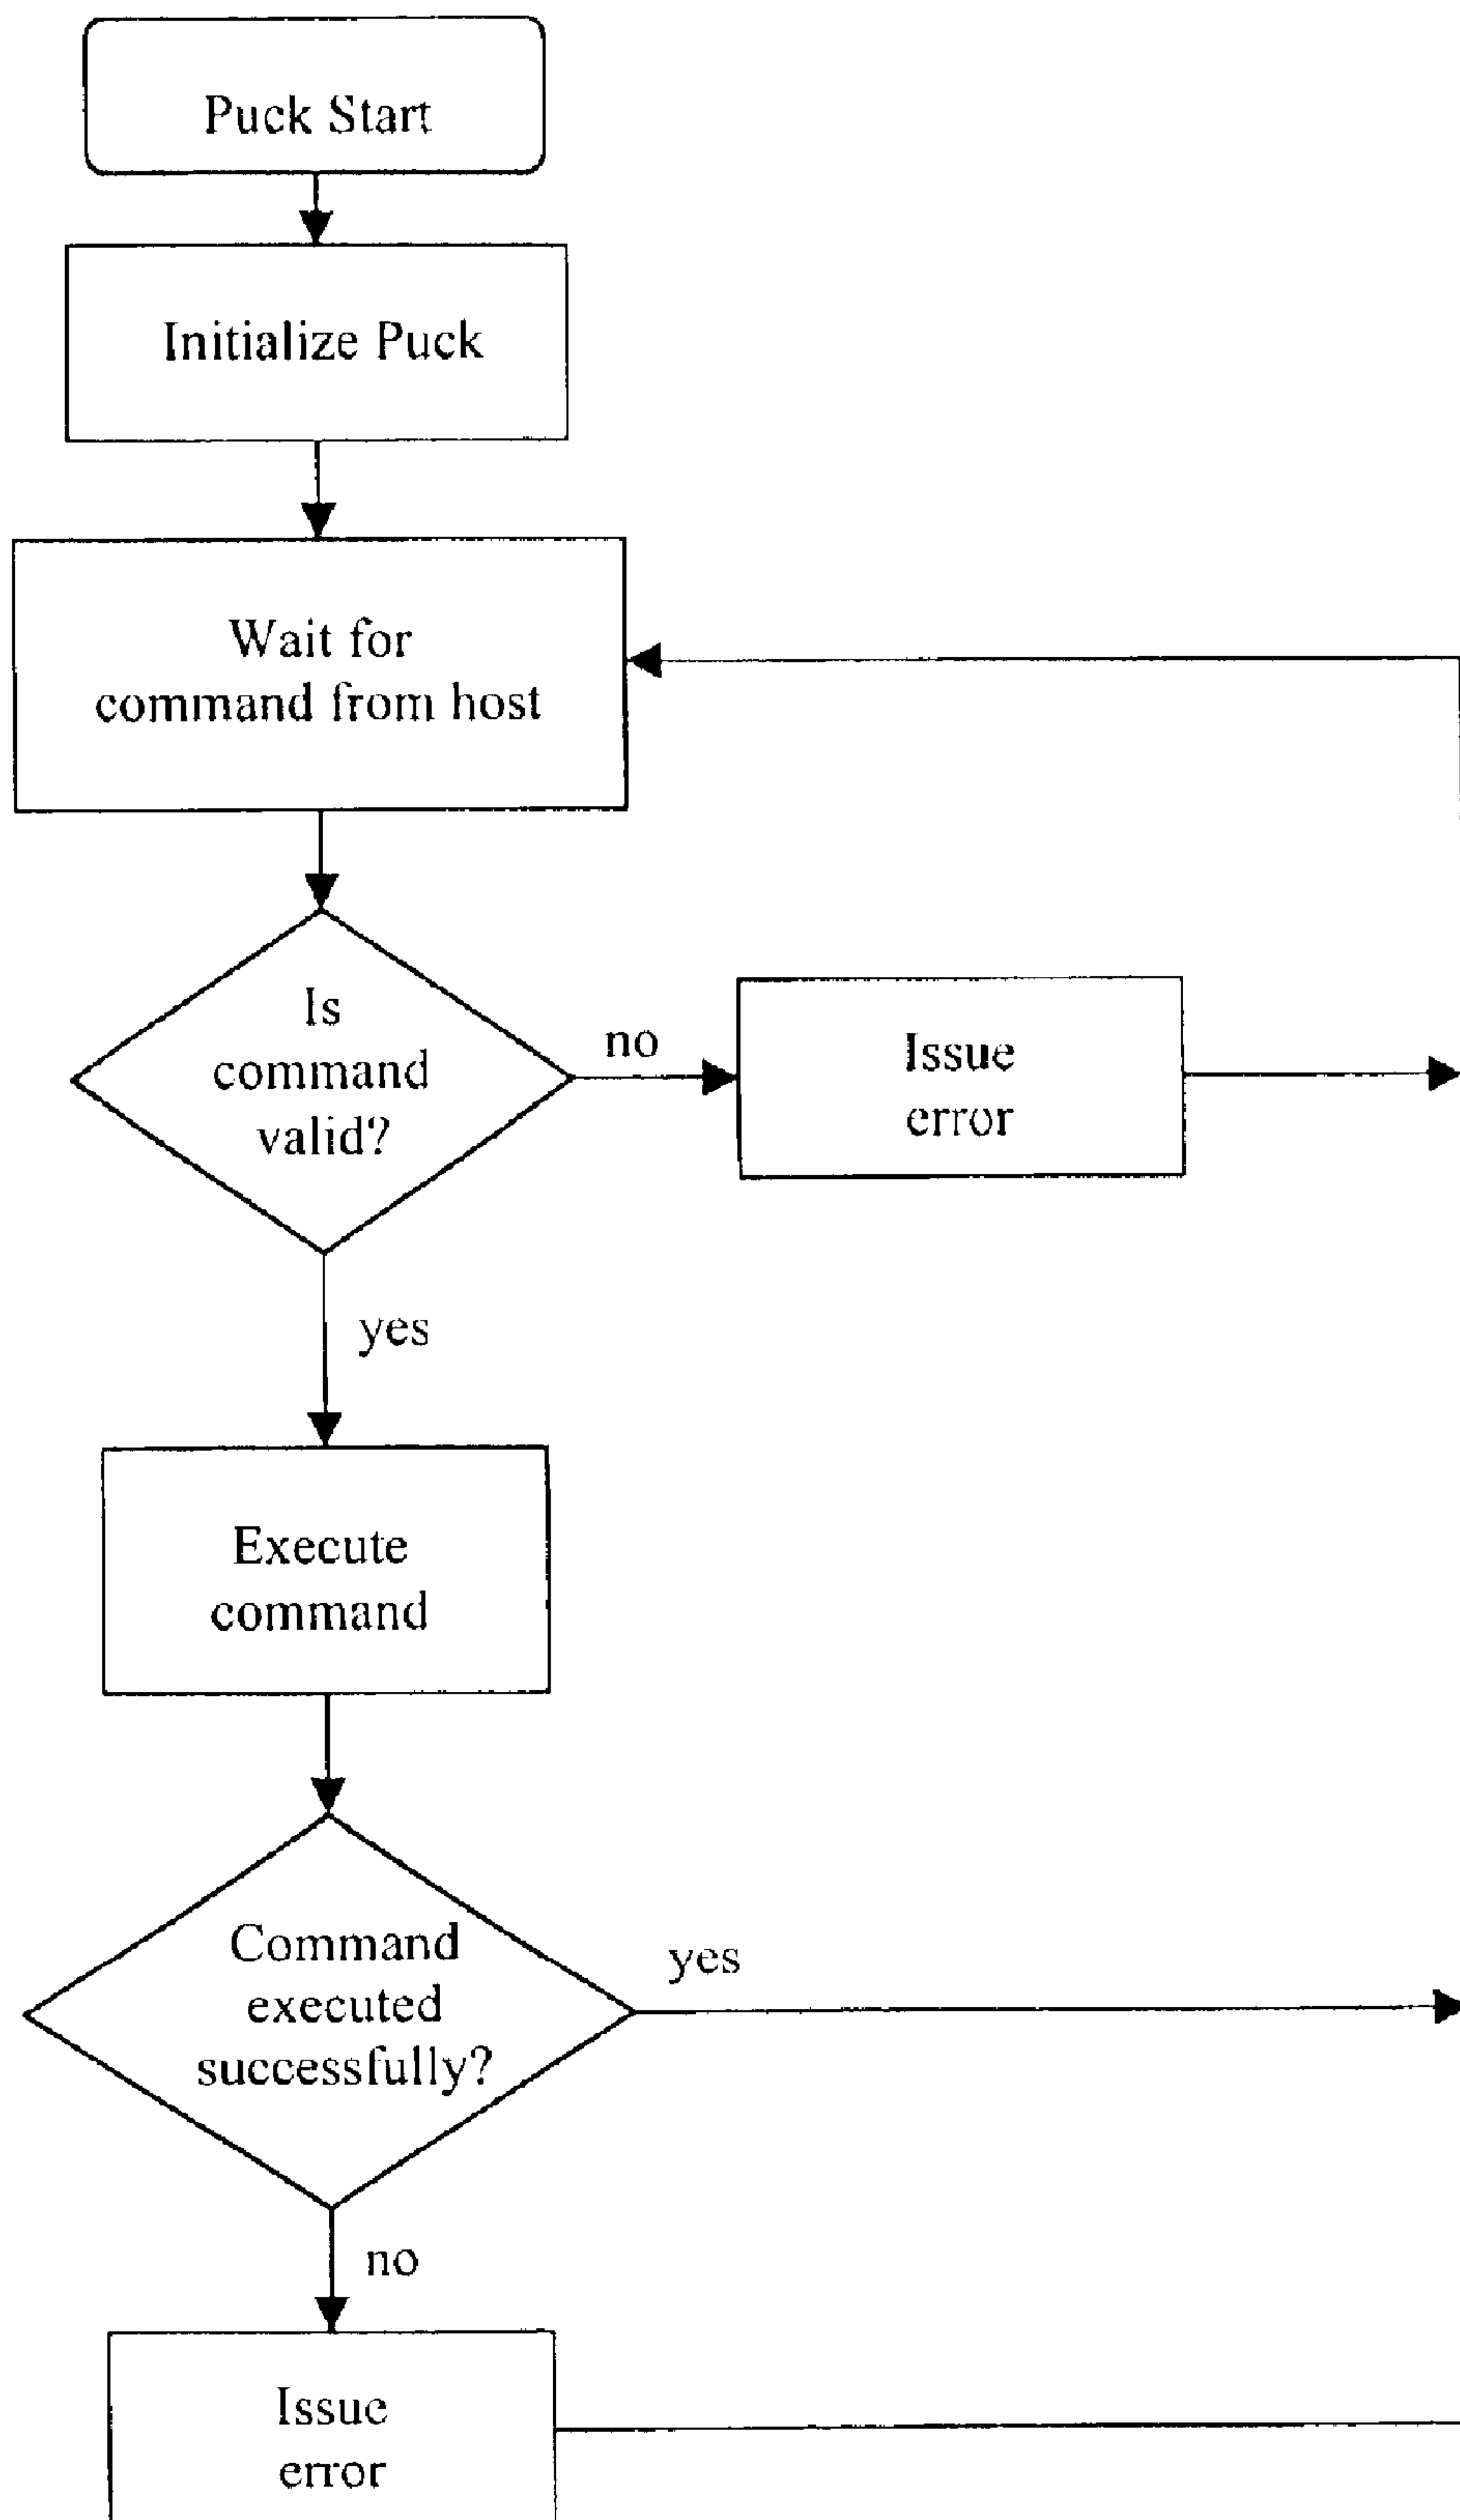 Puck Start
Initialize Puck
Wait for
command from host
Is
command
valid?
no
Issue
error
yes
Execute
command
Command
executed
successfully?
yes
no
Issue
error